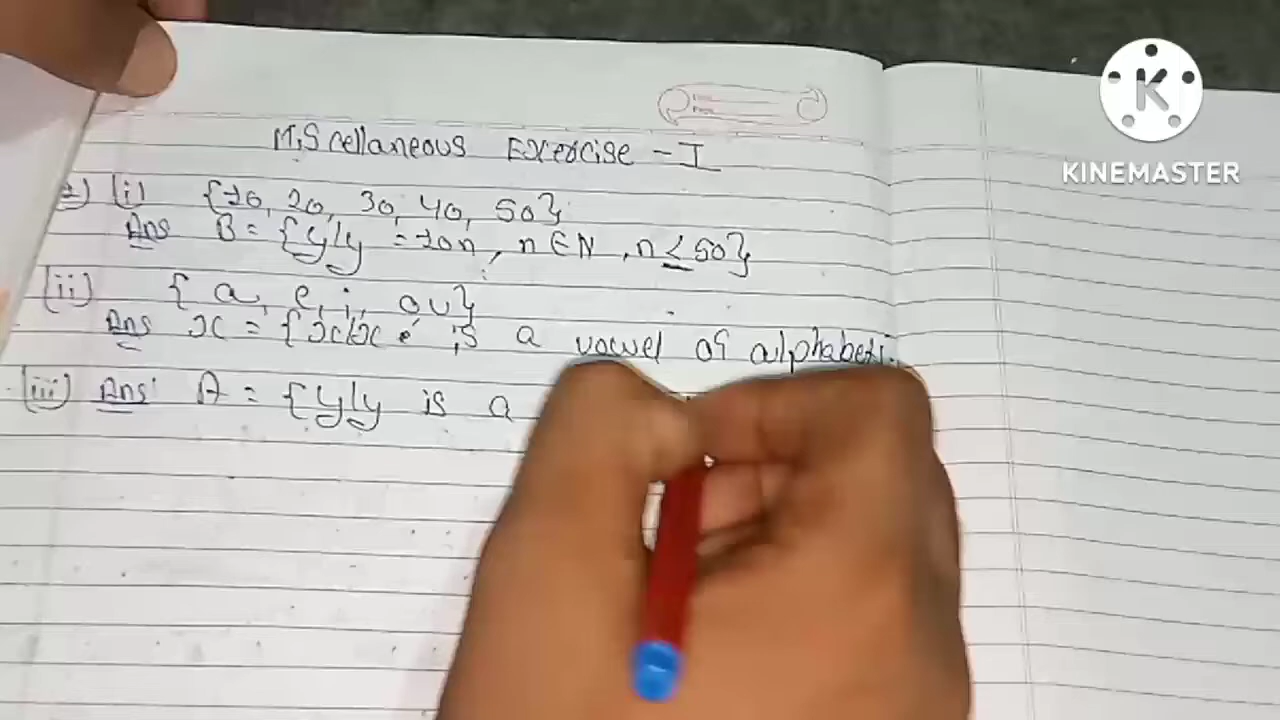 KINEMASTER
Miscellaneous Exercise - I
(i) {10, 20, 30, 40, 50}
Ans B = {y|y = 10n, n ∈ N, n ≤ 50}
(ii) { a, e, i, o u}
Ans x = {x|x is a vowel of alphabet
(iii) Ans A = {y|y is a